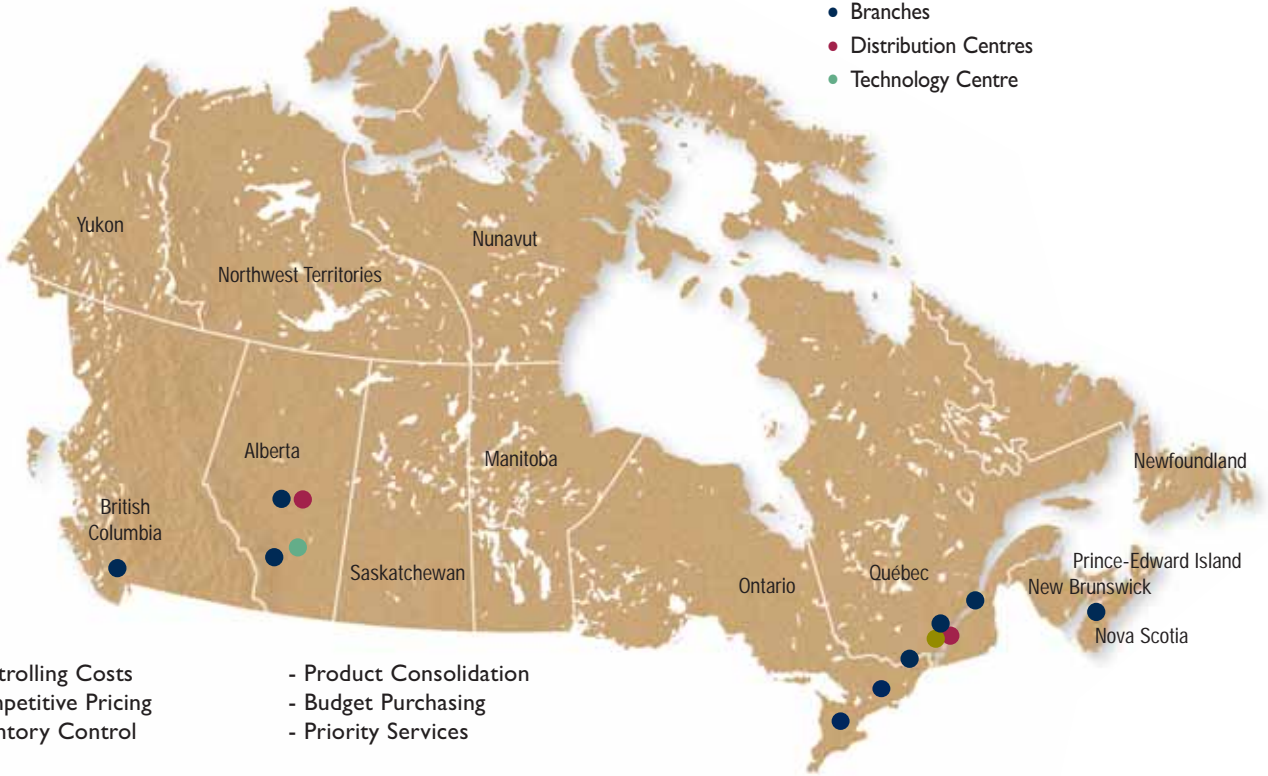 Branches
Distribution Centres
Technology Centre
Yukon
Nunavut
Northwest Territories
Alberta
Manitoba
Newfoundland
British
Columbia
Saskatchewan
Ontario
Québec
Prince-Edward Island
New Brunswick
Nova Scotia
trolling Costs
npetitive Pricing
ntory Control
- Product Consolidation
- Budget Purchasing
- Priority Services